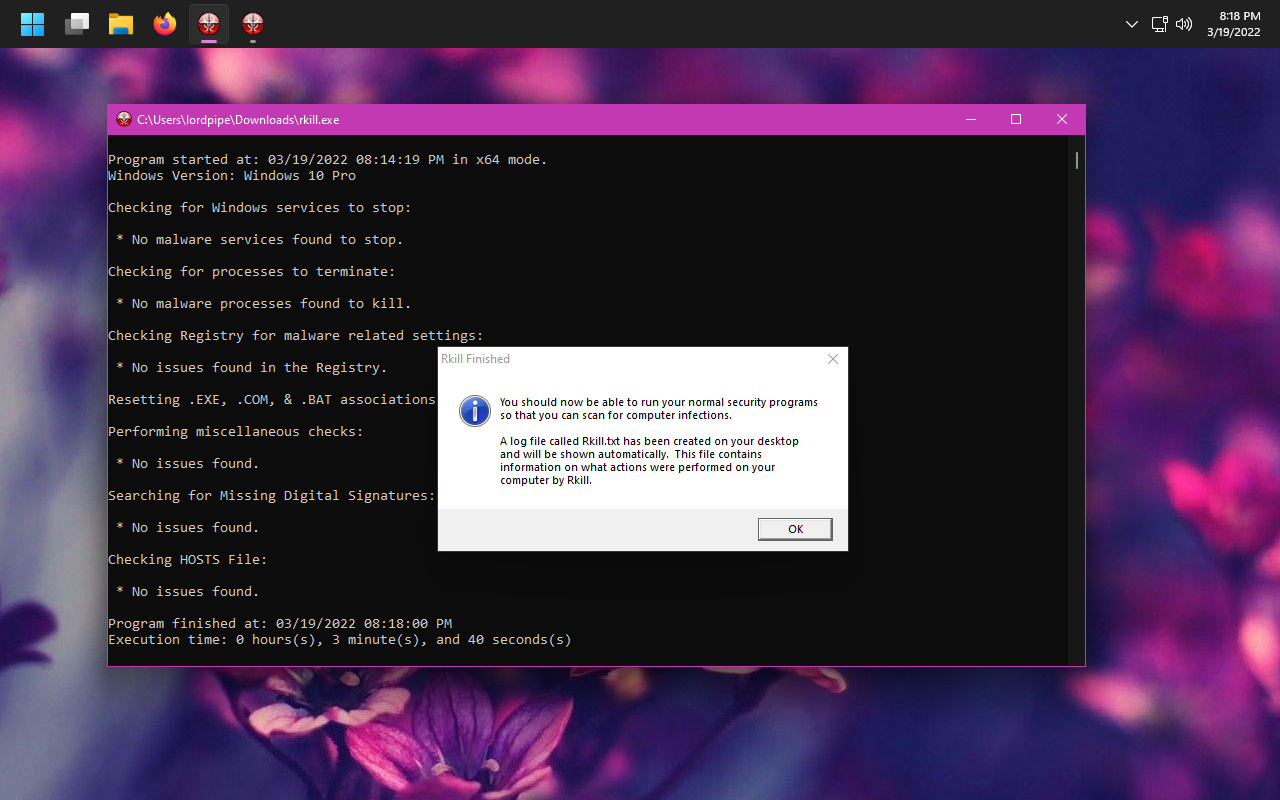 8:18 PM
3/19/2022
C:\Users\lordpipe\Downloads\rkill.exe
Program started at: 03/19/2022 08:14:19 PM in x64 mode.
Windows Version: Windows 10 Pro
Checking for Windows services to stop:
* No malware services found to stop.
Checking for processes to terminate:
* No malware processes found to kill.
Checking Registry for malware related settings:
* No issues found in the Registry.
Resetting .EXE, .COM, & .BAT associations
Performing miscellaneous checks:
* No issues found.
Searching for Missing Digital Signatures:
* No issues found.
Checking HOSTS File:
* No issues found.
Program finished at: 03/19/2022 08:18:00 PM
Execution time: 0 hours(s), 3 minute(s), and 40 seconds(s)
Rkill Finished
You should now be able to run your normal security programs
so that you can scan for computer infections.
A log file called Rkill.txt has been created on your desktop
and will be shown automatically.  This file contains
information on what actions were performed on your
computer by Rkill.
OK